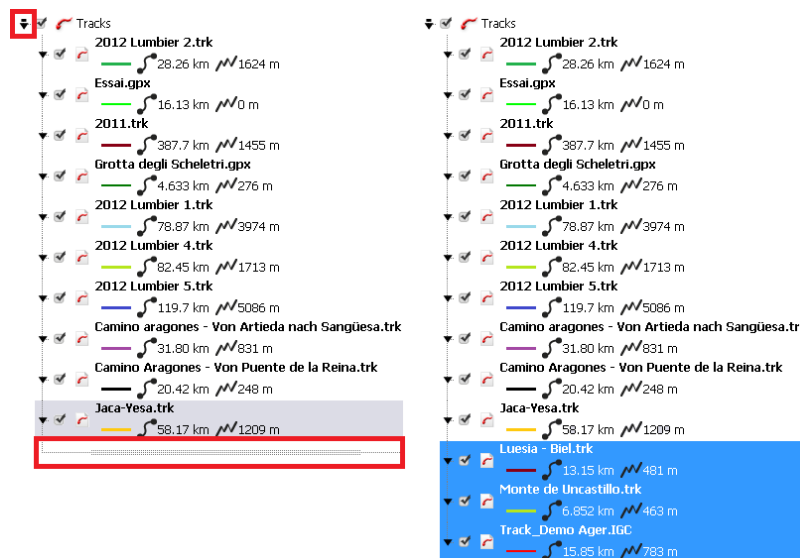 Tracks
2012 Lumbier 2.trk
28.26 km 1624 m
Essai.gpx
16.13 km 0 m
2011.trk
387.7 km 1455 m
Grotta degli Scheletri.gpx
4.633 km 276 m
2012 Lumbier 1.trk
78.87 km 3974 m
2012 Lumbier 4.trk
82.45 km 1713 m
2012 Lumbier 5.trk
119.7 km 5086 m
Camino aragones - Von Artieda nach Sangüesa.trk
31.80 km 831 m
Camino Aragones - Von Puente de la Reina.trk
20.42 km 248 m
Jaca-Yesa.trk
58.17 km 1209 m
Tracks
2012 Lumbier 2.trk
28.26 km 1624 m
Essai.gpx
16.13 km 0 m
2011.trk
387.7 km 1455 m
Grotta degli Scheletri.gpx
4.633 km 276 m
2012 Lumbier 1.trk
78.87 km 3974 m
2012 Lumbier 4.trk
82.45 km 1713 m
2012 Lumbier 5.trk
119.7 km 5086 m
Camino aragones - Von Artieda nach Sangüesa.tr
31.80 km 831 m
Camino Aragones - Von Puente de la Reina.trk
20.42 km 248 m
Jaca-Yesa.trk
58.17 km 1209 m
Luesia - Biel.trk
13.15 km 481 m
Monte de Uncastillo.trk
6.852 km 463 m
Track_Demo Ager.IGC
15.85 km 783 m